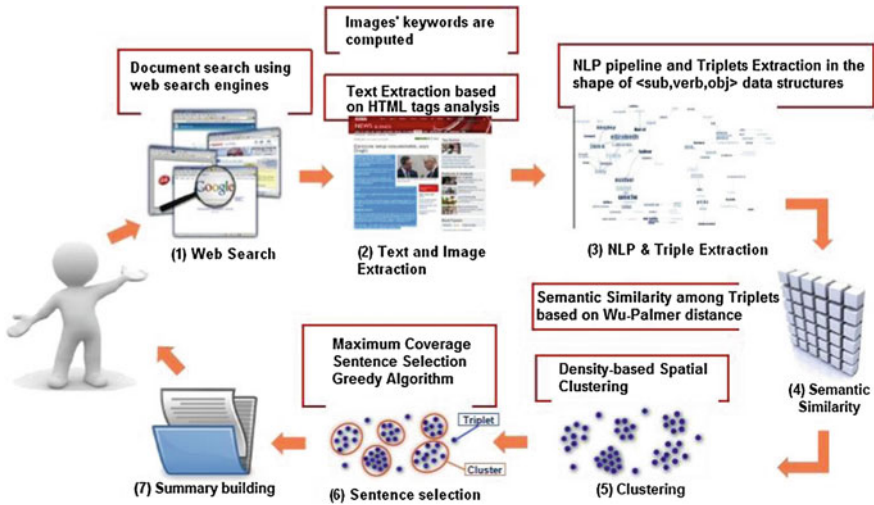 Images' keywords are
computed
Document search using
web search engines
Text Extraction based
on HTML tags analysis
NLP pipeline and Triplets Extraction in the
shape of <sub,verb,obj> data structures
Google
(1) Web Search
(2) Text and Image
Extraction
(3) NLP & Triple Extraction
Semantic Similarity among Triplets
based on Wu-Palmer distance
(4) Semantic
Similarity
Maximum Coverage
Sentence Selection
Greedy Algorithm
Density-based Spatial
Clustering
Triplet
Cluster
(7) Summary building
(6) Sentence selection
(5) Clustering